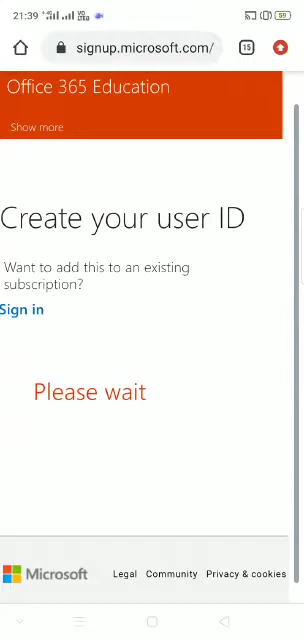 21:39
signup.microsoft.com/
15
59
Office 365 Education
Show more
Create your user ID
Want to add this to an existing
subscription?
Sign in
Please wait
Microsoft
Legal Community Privacy & cookies